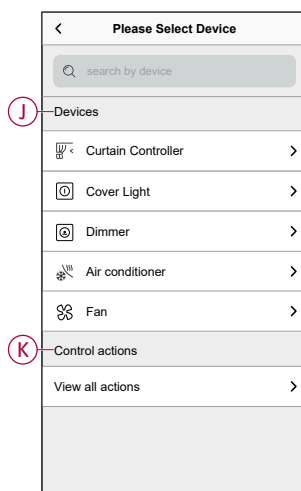 Please Select Device
search by device
J
Devices
Curtain Controller
Cover Light
Dimmer
Air conditioner
Fan
K
Control actions
View all actions